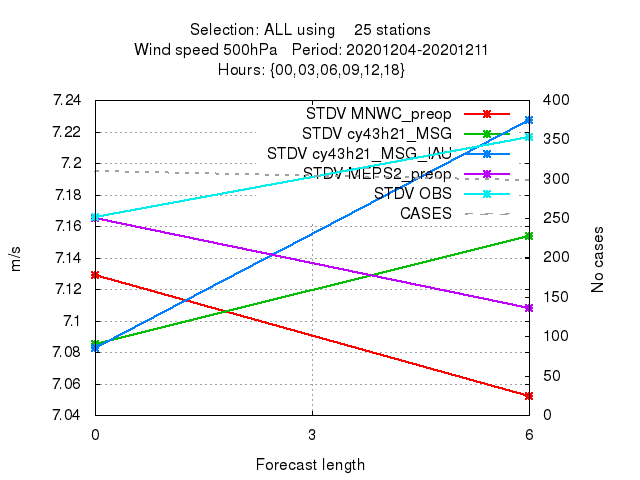 Selection: ALL using 25 stations
Wind speed 500hPa Period: 20201204-20201211
Hours: {00,03,06,09,12,18}
7.24
7.22
7.2
7.18
7.16
7.14
7.12
7.1
7.08
7.06
7.04
400
350
300
250
200
150
100
50
0
STDV MNWC_preop
STDV cy43h21_MSG
STDV cy43h21_MSG_IAU
STDV MEPS2_preop
STDV OBS
CASES
m/s
No cases
0 3 6
Forecast length